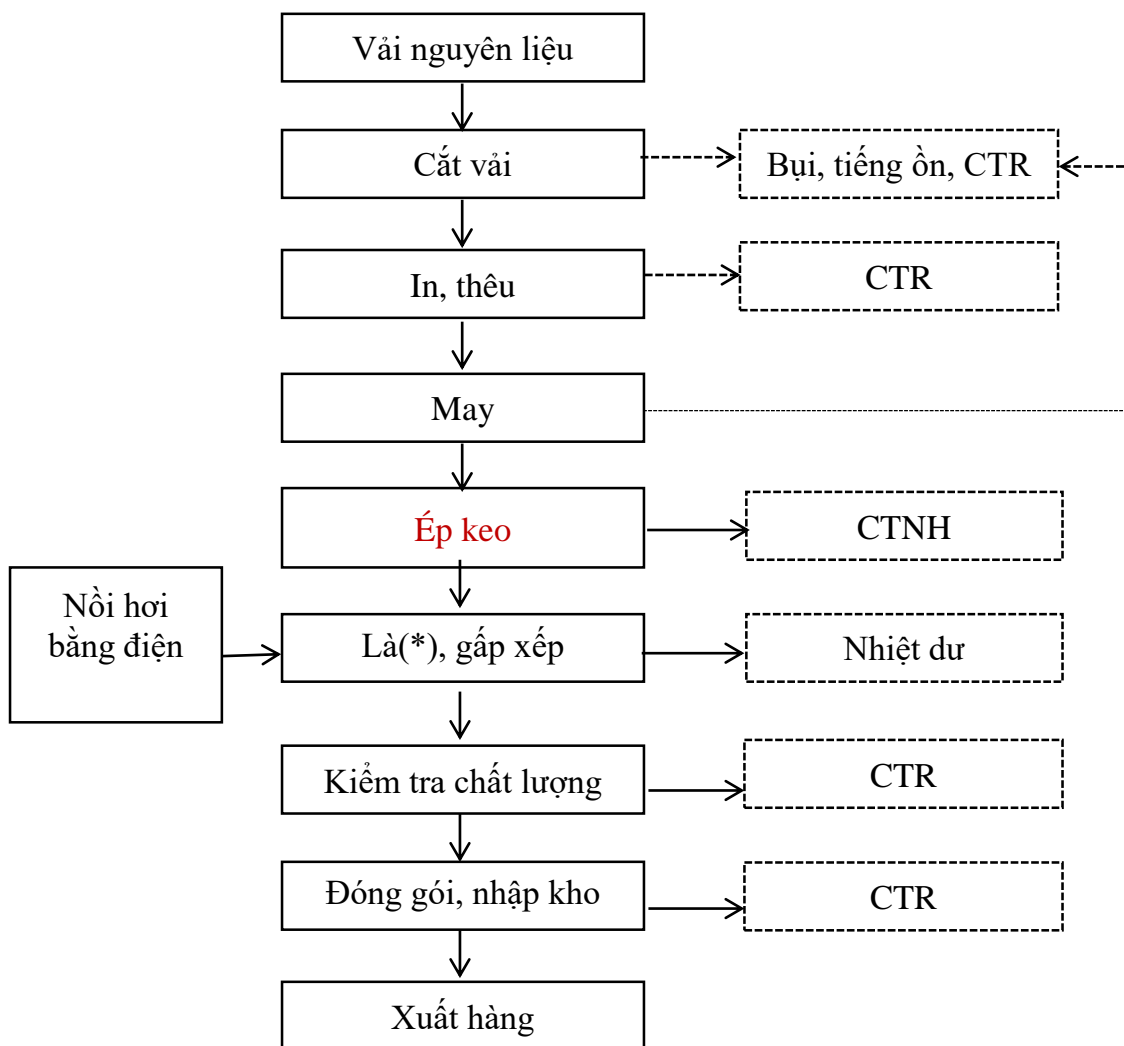 Vải nguyên liệu
Cắt vải
Bụi, tiếng ồn, CTR
In, thêu
CTR
May
Ép keo
CTNH
Nồi hơi
bằng điện
Là(*), gấp xếp
Nhiệt dư
Kiểm tra chất lượng
CTR
Đóng gói, nhập kho
CTR
Xuất hàng